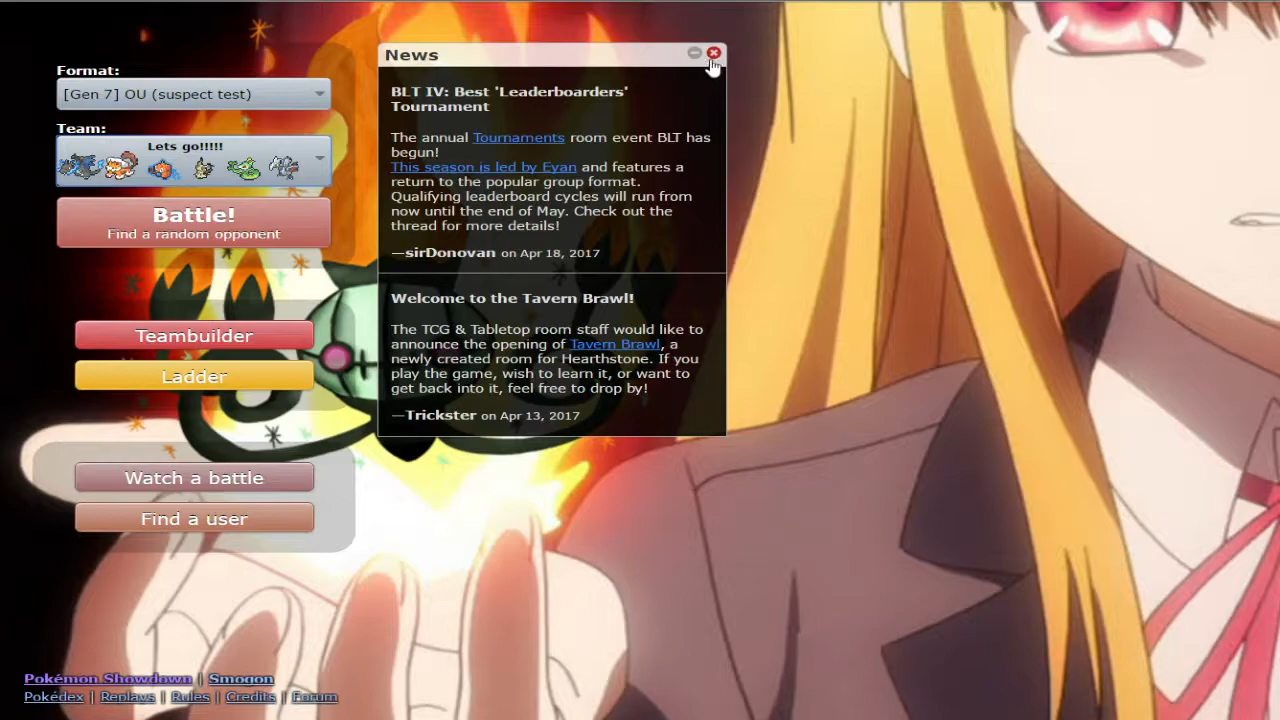 Format:
[Gen 7] OU (suspect test)
Team:
Lets go!!!!!
Battle!
Find a random opponent
Teambuilder
Ladder
Watch a battle
Find a user
Pokémon Showdown | Smogon
Pokédex | Replays | Rules | Credits | Forum
News
BLT IV: Best 'Leaderboarders'
Tournament
The annual Tournaments room event BLT has
begun!
This season is led by Eyan and features a
return to the popular group format.
Qualifying leaderboard cycles will run from
now until the end of May. Check out the
thread for more details!
—sirDonovan on Apr 18, 2017
Welcome to the Tavern Brawl!
The TCG & Tabletop room staff would like to
announce the opening of Tavern Brawl, a
newly created room for Hearthstone. If you
play the game, wish to learn it, or want to
get back into it, feel free to drop by!
—Trickster on Apr 13, 2017